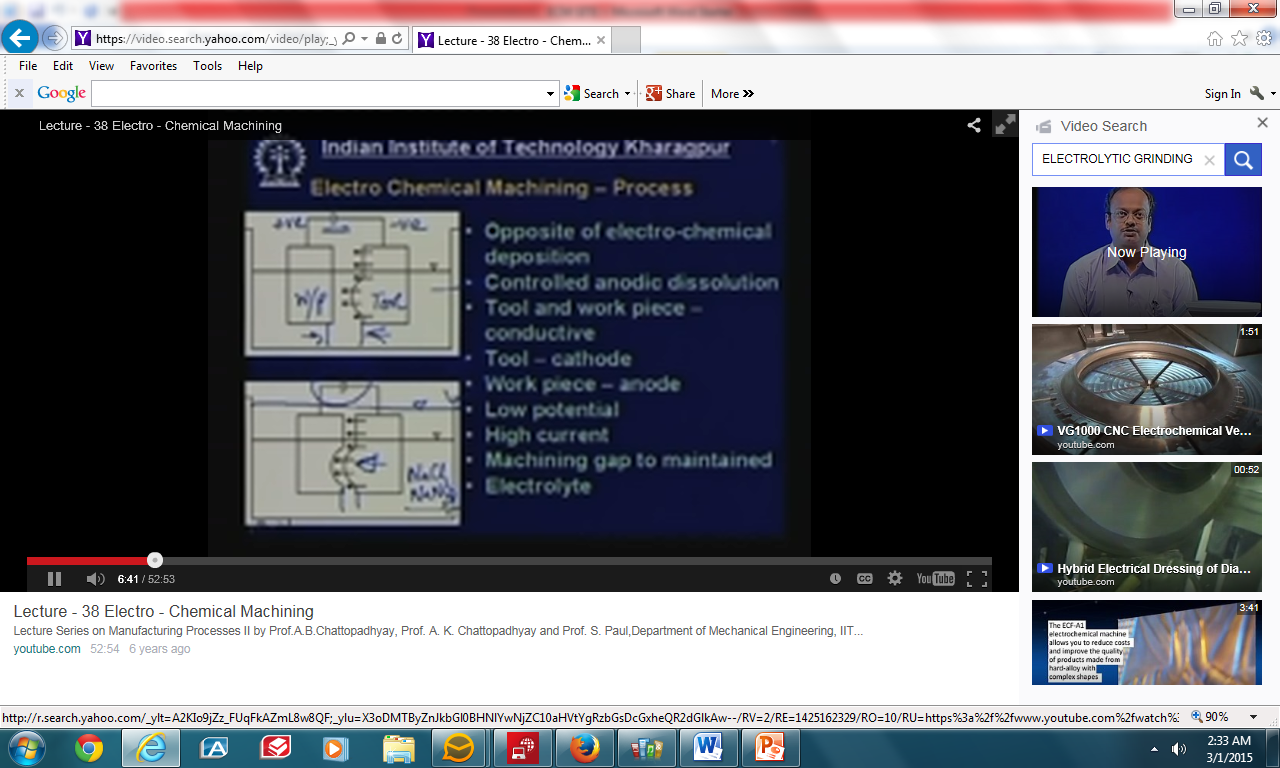 https://video.search.yahoo.com/video/play;_y
Lecture - 38 Electro - Chem...
File Edit View Favorites Tools Help
Google Search Share More Sign In
Lecture - 38 Electro - Chemical Machining
Indian Institute of Technology Kharagpur
Electro Chemical Machining – Process
+ve -ve
W/P Tool
• Opposite of electro-chemical
deposition
• Controlled anodic dissolution
• Tool and work piece –
conductive
• Tool – cathode
• Work piece – anode
• Low potential
• High current
• Machining gap to maintained
• Electrolyte
NaCl
6:41 / 52:53
CC
YouTube
Lecture - 38 Electro - Chemical Machining
Lecture Series on Manufacturing Processes II by Prof.A.B.Chattopadhyay, Prof. A. K. Chattopadhyay and Prof. S. Paul,Department of Mechanical Engineering, IIT...
youtube.com 52:54 6 years ago
Video Search
ELECTROLYTIC GRINDING
Now Playing
1:51
VG1000 CNC Electrochemical Ve...
youtube.com
00:52
Hybrid Electrical Dressing of Dia...
youtube.com
3:41
The ECF-A1
electrochemical machine
allows you to reduce costs
and improve the quality
of products made from
hard-alloy with
complex shapes
90%
2:33 AM
3/1/2015